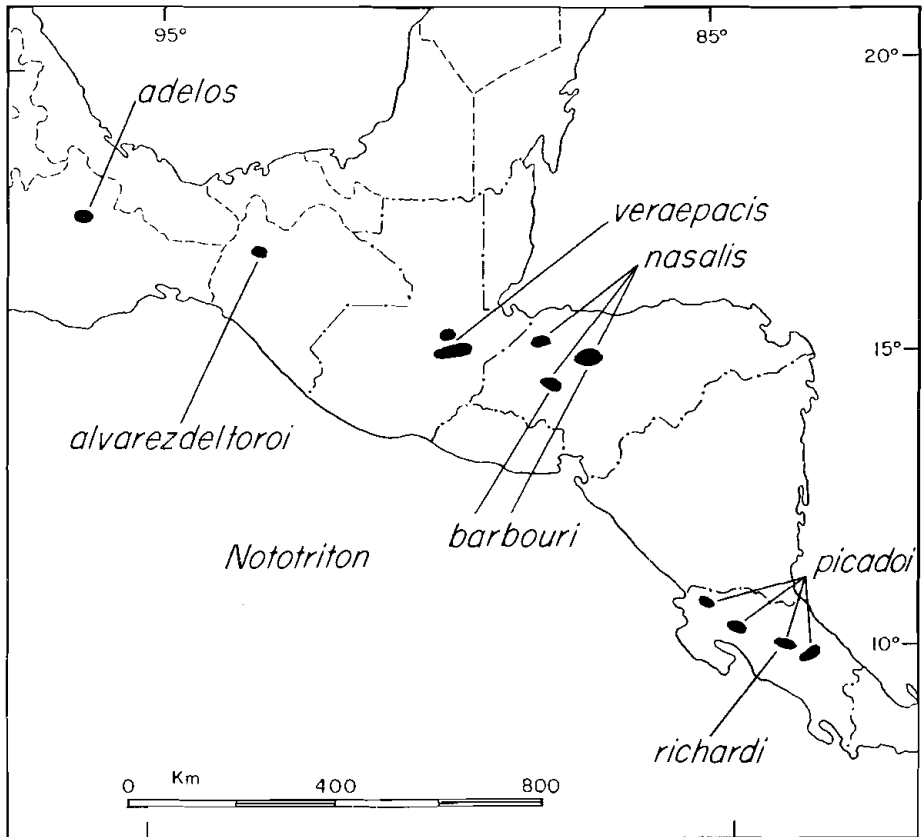 95° 85°
20°
adelos
veraepacis
nasalis
15°
alvarezdeltoroi
barbouri
Nototriton
picadoi
10°
richardi
0 Km 400 800